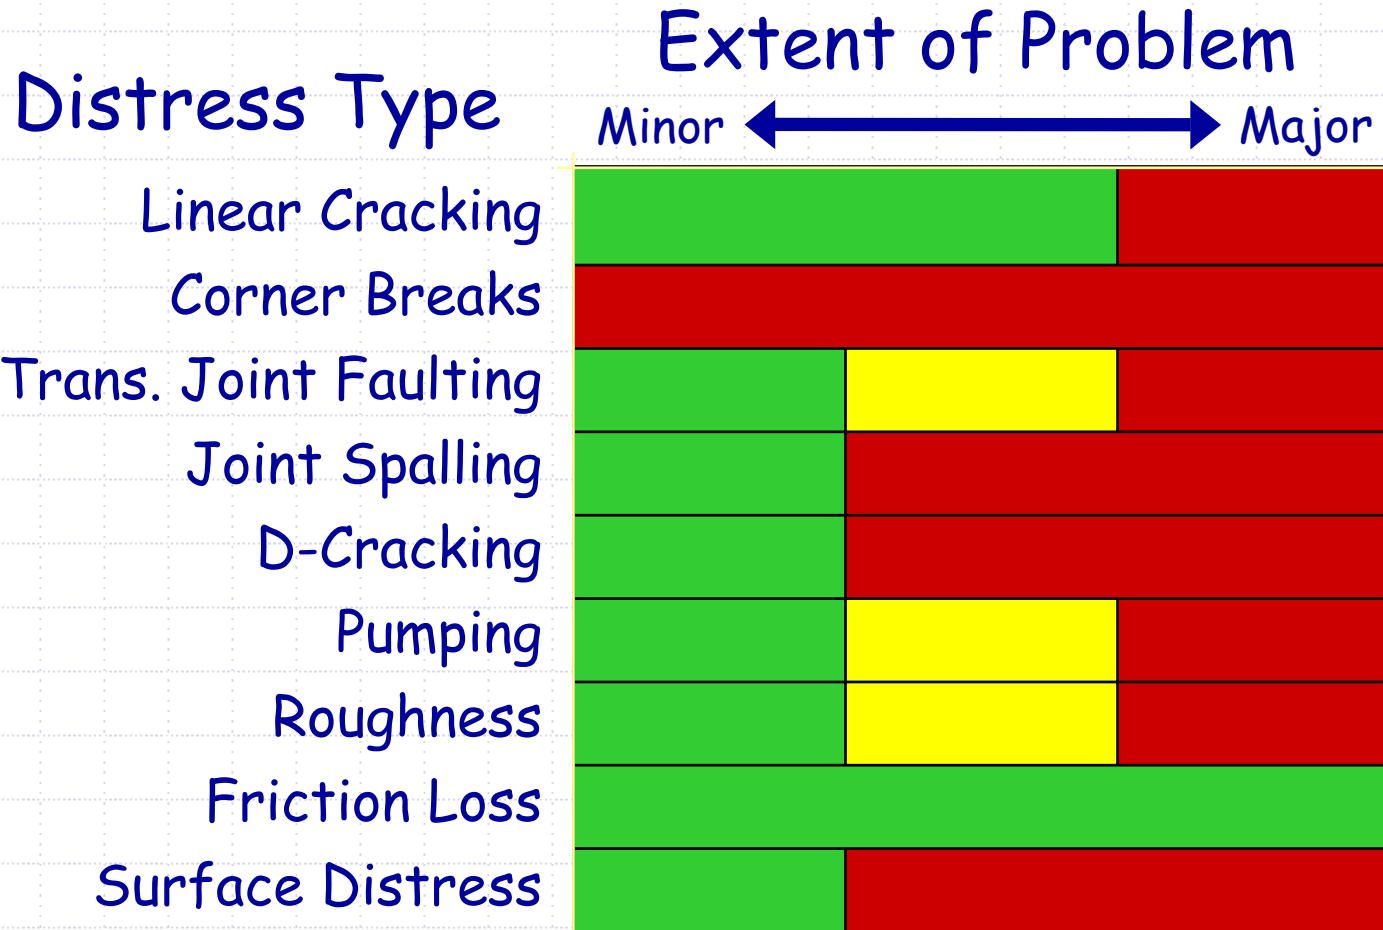 Extent of Problem
Distress Type
Minor Major
Linear Cracking
Corner Breaks
Trans. Joint Faulting
Joint Spalling
D-Cracking
Pumping
Roughness
Friction Loss
Surface Distress